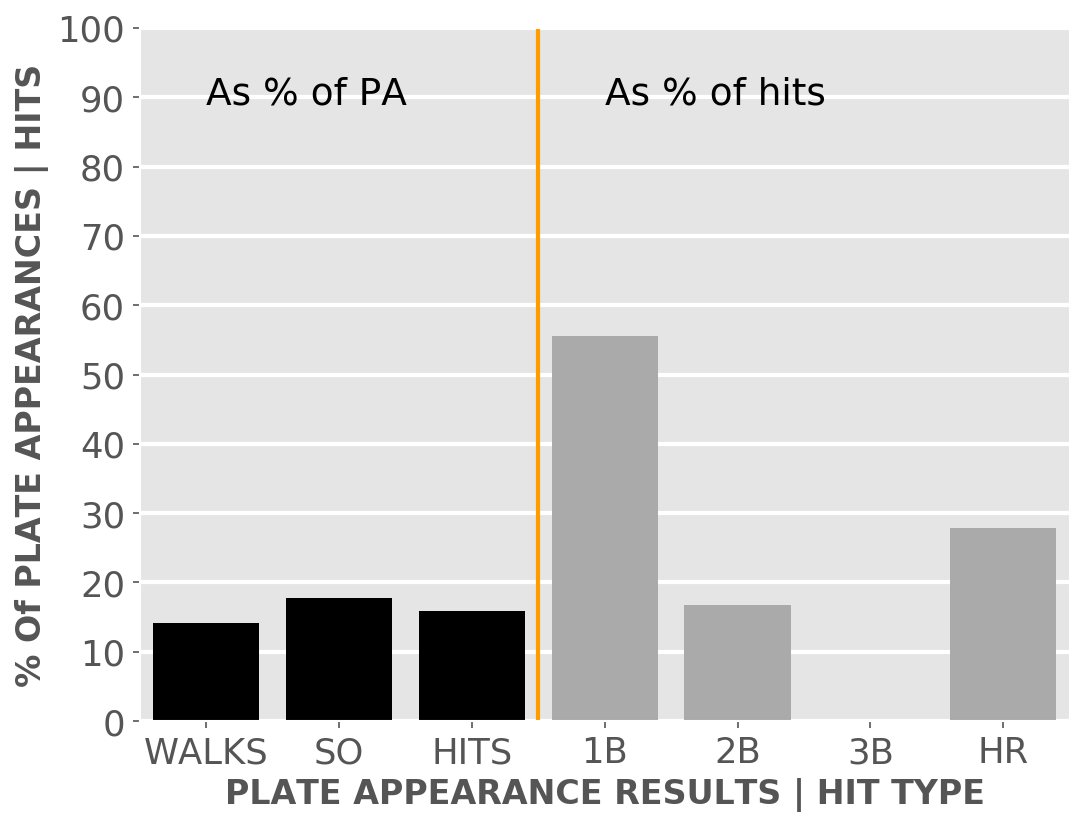 % Of PLATE APPEARANCES | HITS
100
90
80
70
60
50
40
30
20
10
0
As % of PA
As % of hits
WALKS SO HITS 1B 2B 3B HR
PLATE APPEARANCE RESULTS | HIT TYPE